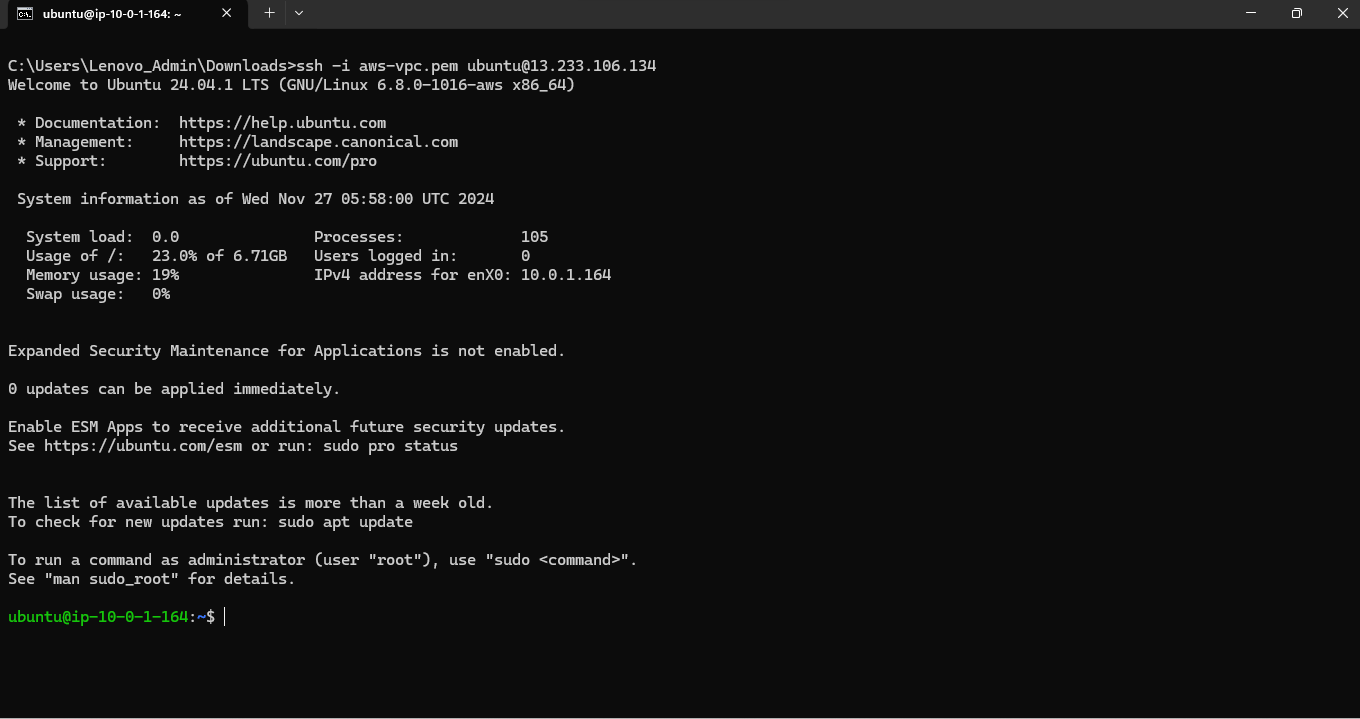 ubuntu@ip-10-0-1-164: ~
C:\Users\Lenovo_Admin\Downloads>ssh -i aws-vpc.pem ubuntu@13.233.106.134
Welcome to Ubuntu 24.04.1 LTS (GNU/Linux 6.8.0-1016-aws x86_64)
* Documentation:  https://help.ubuntu.com
* Management:     https://landscape.canonical.com
* Support:        https://ubuntu.com/pro
System information as of Wed Nov 27 05:58:00 UTC 2024
System load:  0.0               Processes:             105
Usage of /:   23.0% of 6.71GB   Users logged in:       0
Memory usage: 19%               IPv4 address for enX0: 10.0.1.164
Swap usage:   0%
Expanded Security Maintenance for Applications is not enabled.
0 updates can be applied immediately.
Enable ESM Apps to receive additional future security updates.
See https://ubuntu.com/esm or run: sudo pro status
The list of available updates is more than a week old.
To check for new updates run: sudo apt update
To run a command as administrator (user "root"), use "sudo <command>".
See "man sudo_root" for details.
ubuntu@ip-10-0-1-164:~$